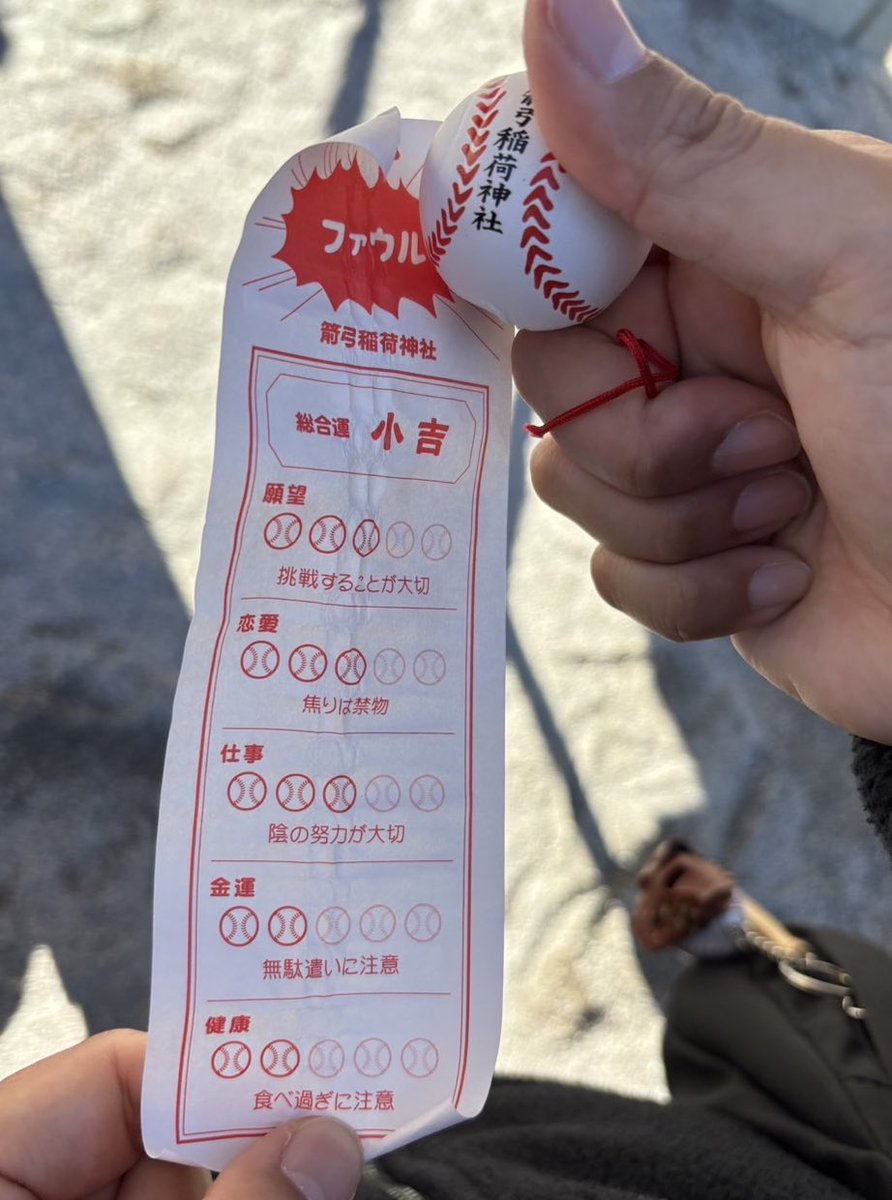 弓稲荷神社
ファウル
箭弓稲荷神社
総合運 小吉
願望
挑戦することが大切
恋愛
焦りは禁物
仕事
陰の努力が大切
金運
無駄遣いに注意
健康
食べ過ぎに注意